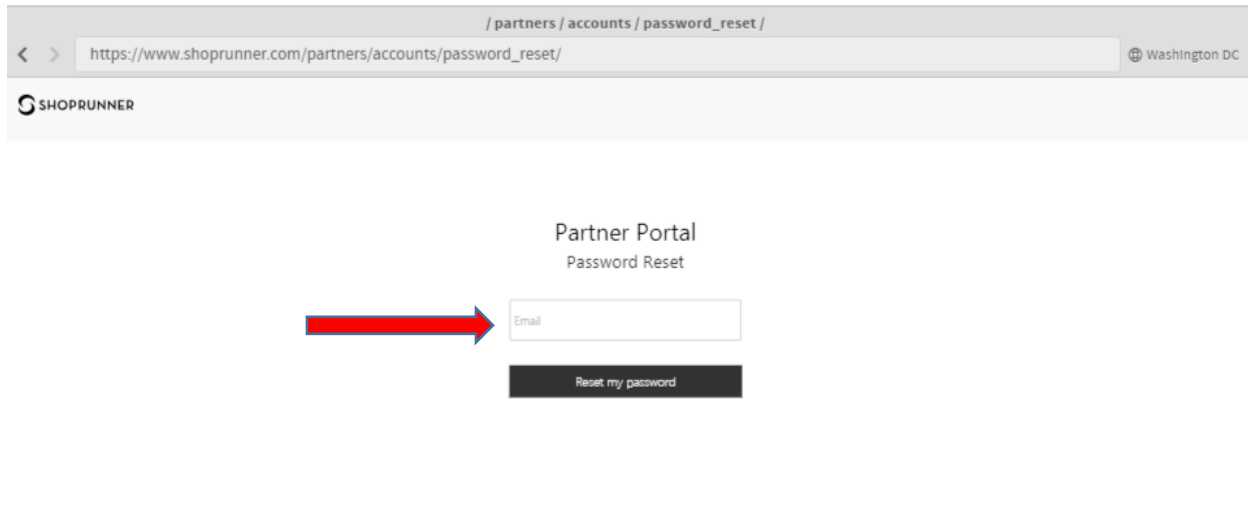 / partners / accounts / password_reset /
https://www.shoprunner.com/partners/accounts/password_reset/
Washington DC
SHOPRUNNER
Partner Portal
Password Reset
Email
Reset my password